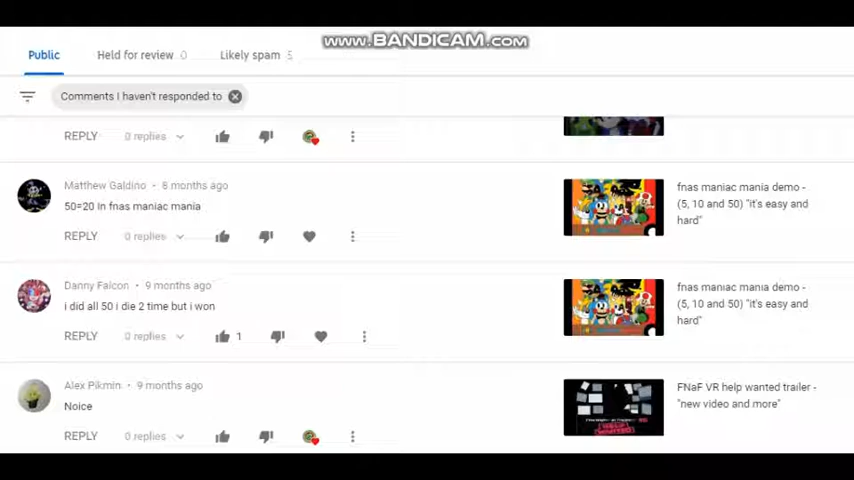 www.BANDICAM.com
Public
Held for review 0
Likely spam 5
Comments I haven't responded to
REPLY 0 replies
Matthew Galdino • 8 months ago
50=20 In fnas maniac mania
REPLY 0 replies
fnas maniac mania demo -
(5, 10 and 50) "it's easy and
hard"
Danny Falcon • 9 months ago
i did all 50 i die 2 time but i won
REPLY 0 replies 1
fnas maniac mania demo -
(5, 10 and 50) "it's easy and
hard"
Alex Pikmin • 9 months ago
Noice
REPLY 0 replies
FNaF VR help wanted trailer -
"new video and more"
HELP
WANTED